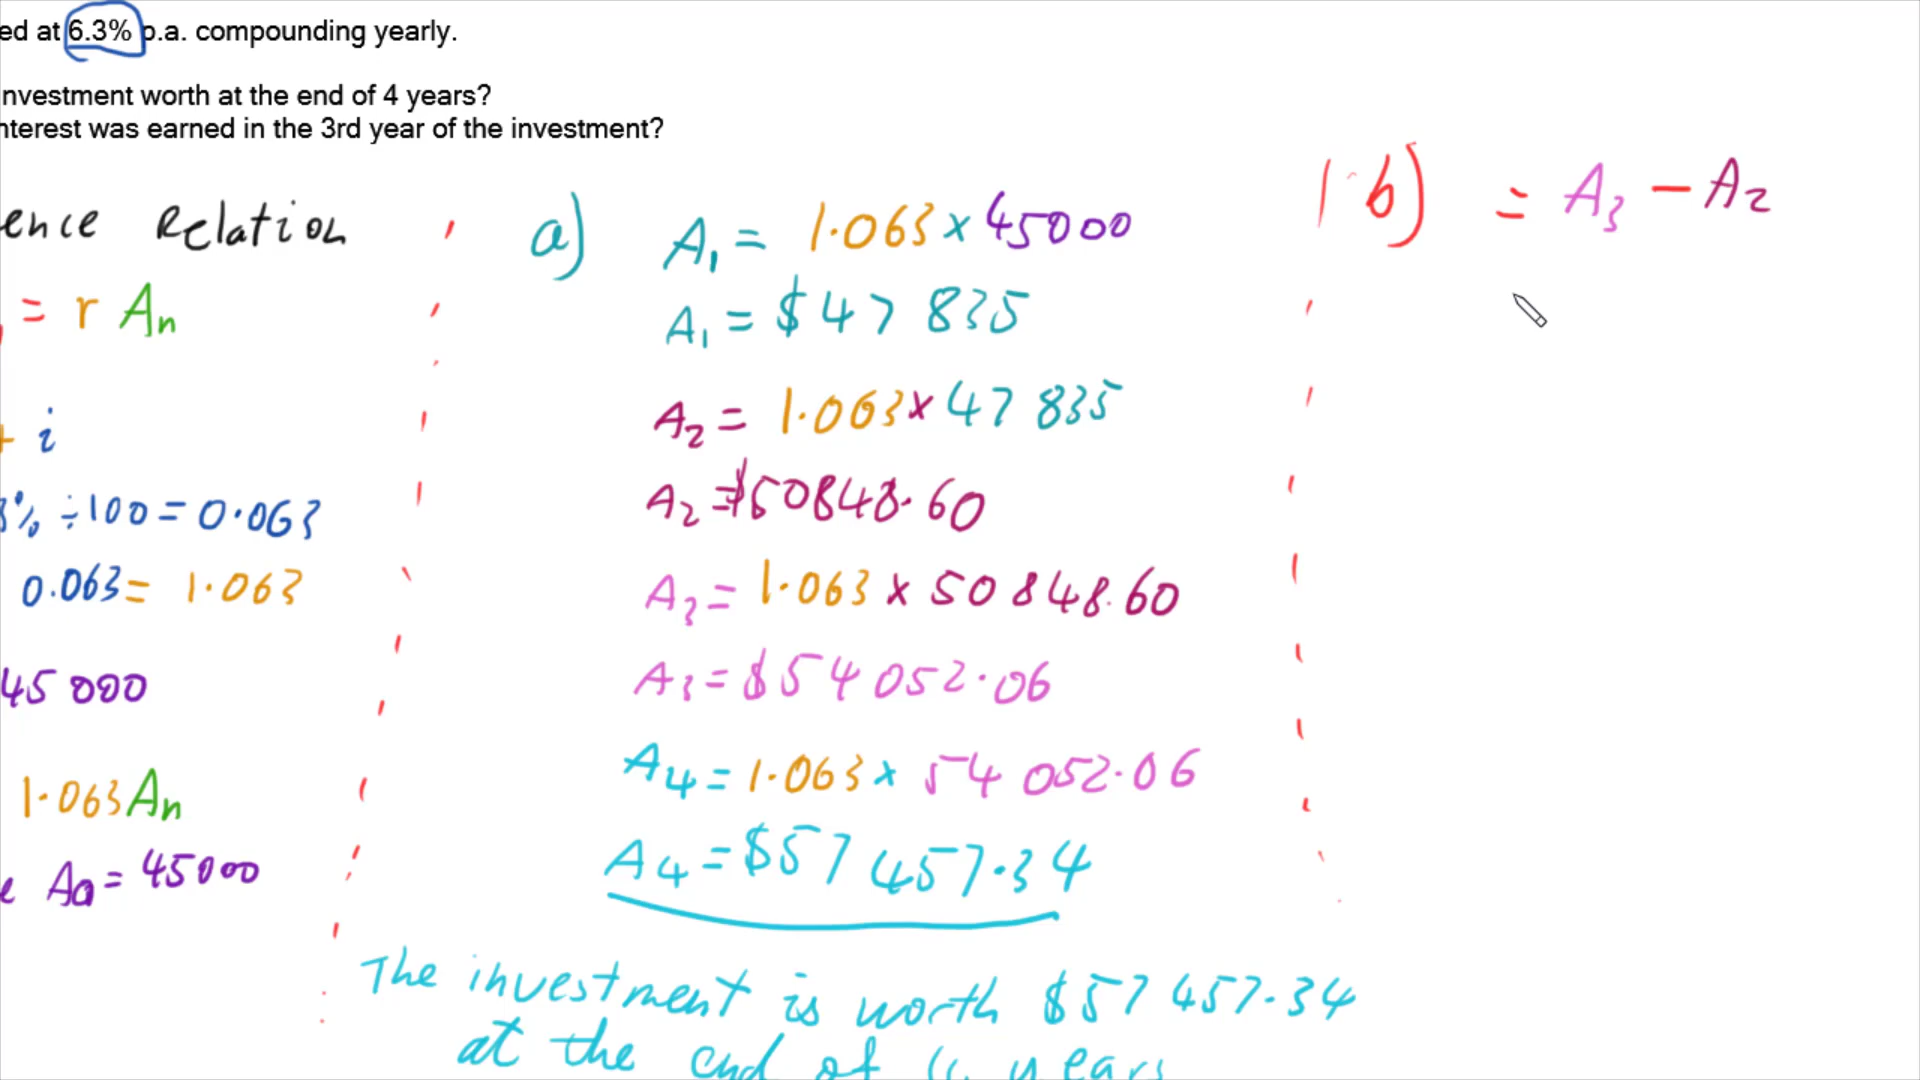 ed at 6.3% p.a. compounding yearly.
nvestment worth at the end of 4 years?
nterest was earned in the 3rd year of the investment?
ence Relation
= r An
+ i
% ÷100 = 0.063
0.063 = 1.063
45 000
1.063An
e A0 = 45000
a) A1 = 1.063 × 45000
A1 = $47 835
A2 = 1.063 × 47 835
A2 = $50848.60
A3 = 1.063 × 50 848.60
A3 = $54 052.06
A4 = 1.063 × 54 052.06
A4 = $57 457.34
The investment is worth $57 457.34
at the end of 4 years
b) = A3 - A2